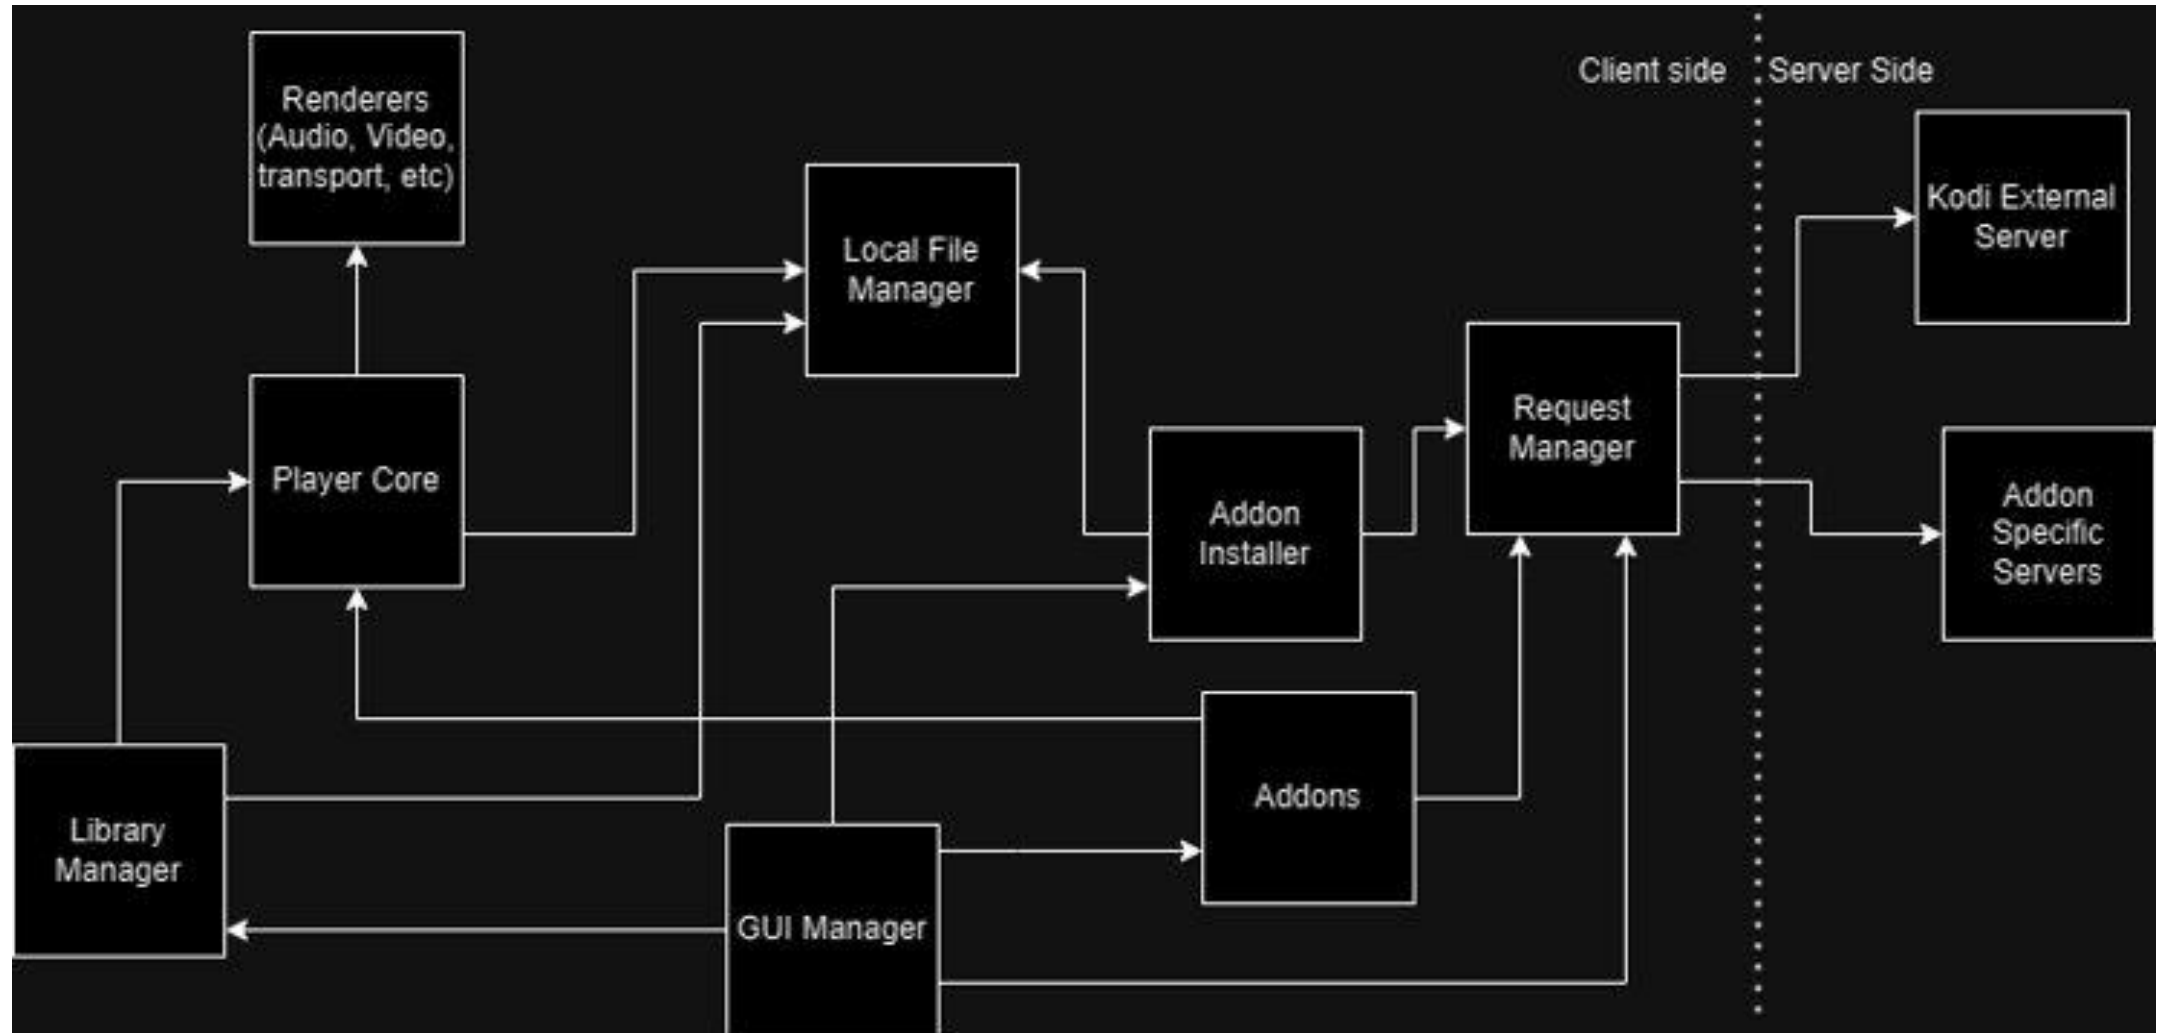 Client side
Server Side
Renderers
(Audio, Video,
transport, etc)
Kodi External
Server
Local File
Manager
Request
Manager
Player Core
Addon
Installer
Addon
Specific
Servers
Addons
Library
Manager
GUI Manager